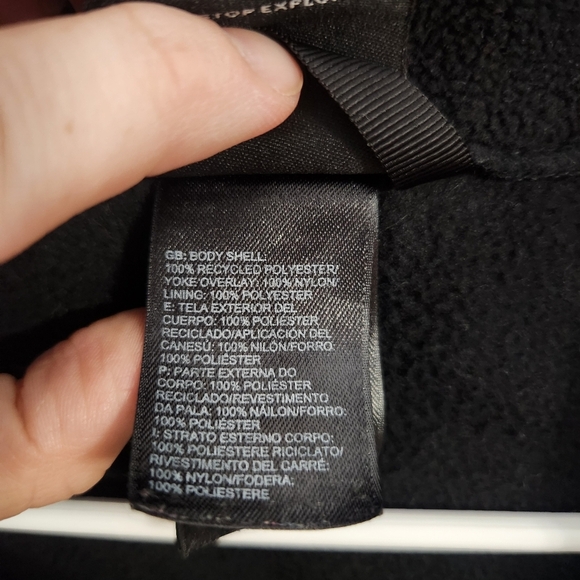 STOP EXPLO
GB: BODY SHELL:
100% RECYCLED POLYESTER/
YOKE OVERLAY: 100% NYLON/
LINING: 100% POLYESTER
E: TELA EXTERIOR DEL
CUERPO: 100% POLIÉSTER
RECICLADO/APLICACIÓN DEL
CANESÚ: 100% NILÓN/FORRO:
100% POLIÉSTER
P: PARTE EXTERNA DO
CORPO: 100% POLIÉSTER
RECICLADO/REVESTIMENTO
DA PALA: 100% NÁILON/FORRO:
100% POLIÉSTER
I: STRATO ESTERNO CORPO:
100% POLIESTERE RICICLATO/
RIVESTIMENTO DEL CARRÉ:
100% NYLON/FODERA:
100% POLIESTERE